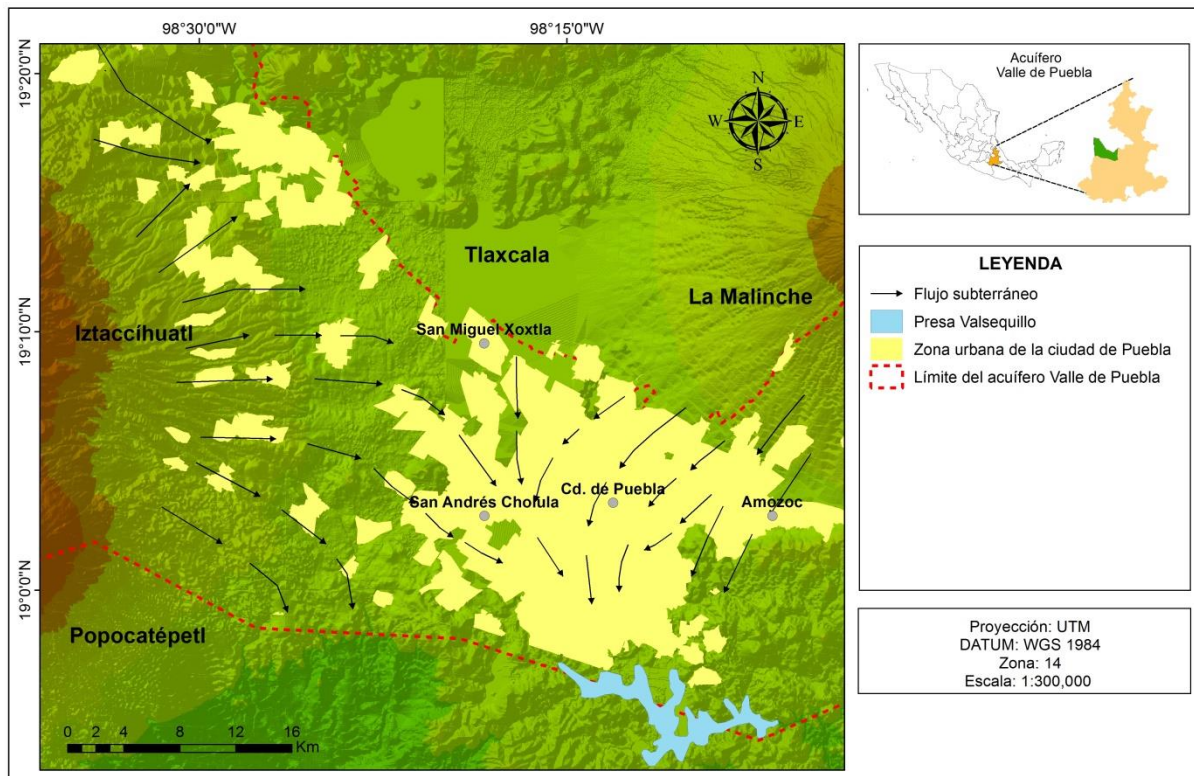 98°30'0"W
98°15'0"W
19°20'0"N
19°10'0"N
19°0'0"N
N
W
E
S
Tlaxcala
La Malinche
Iztaccíhuatl
San Miguel Xoxtla
San Andrés Cholula
Cd. de Puebla
Amozoc
Popocatépetl
0 2 4 8 12 16
Km
Acuífero
Valle de Puebla
LEYENDA
Flujo subterráneo
Presa Valsequillo
Zona urbana de la ciudad de Puebla
Límite del acuífero Valle de Puebla
Proyección: UTM
DATUM: WGS 1984
Zona: 14
Escala: 1:300,000